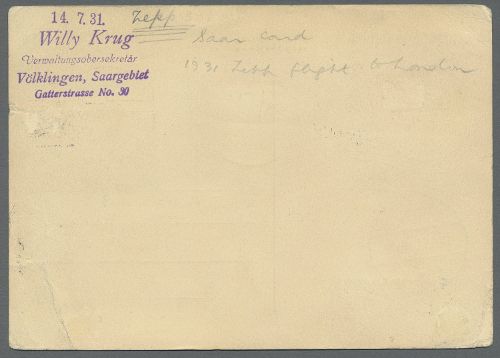 14. 7. 31.
Willy Krug
Verwaltungsobersekretär
Völklingen, Saargebiet
Gatterstrasse No. 30
Zepp
Saar Card
1931 Zepp flight to London